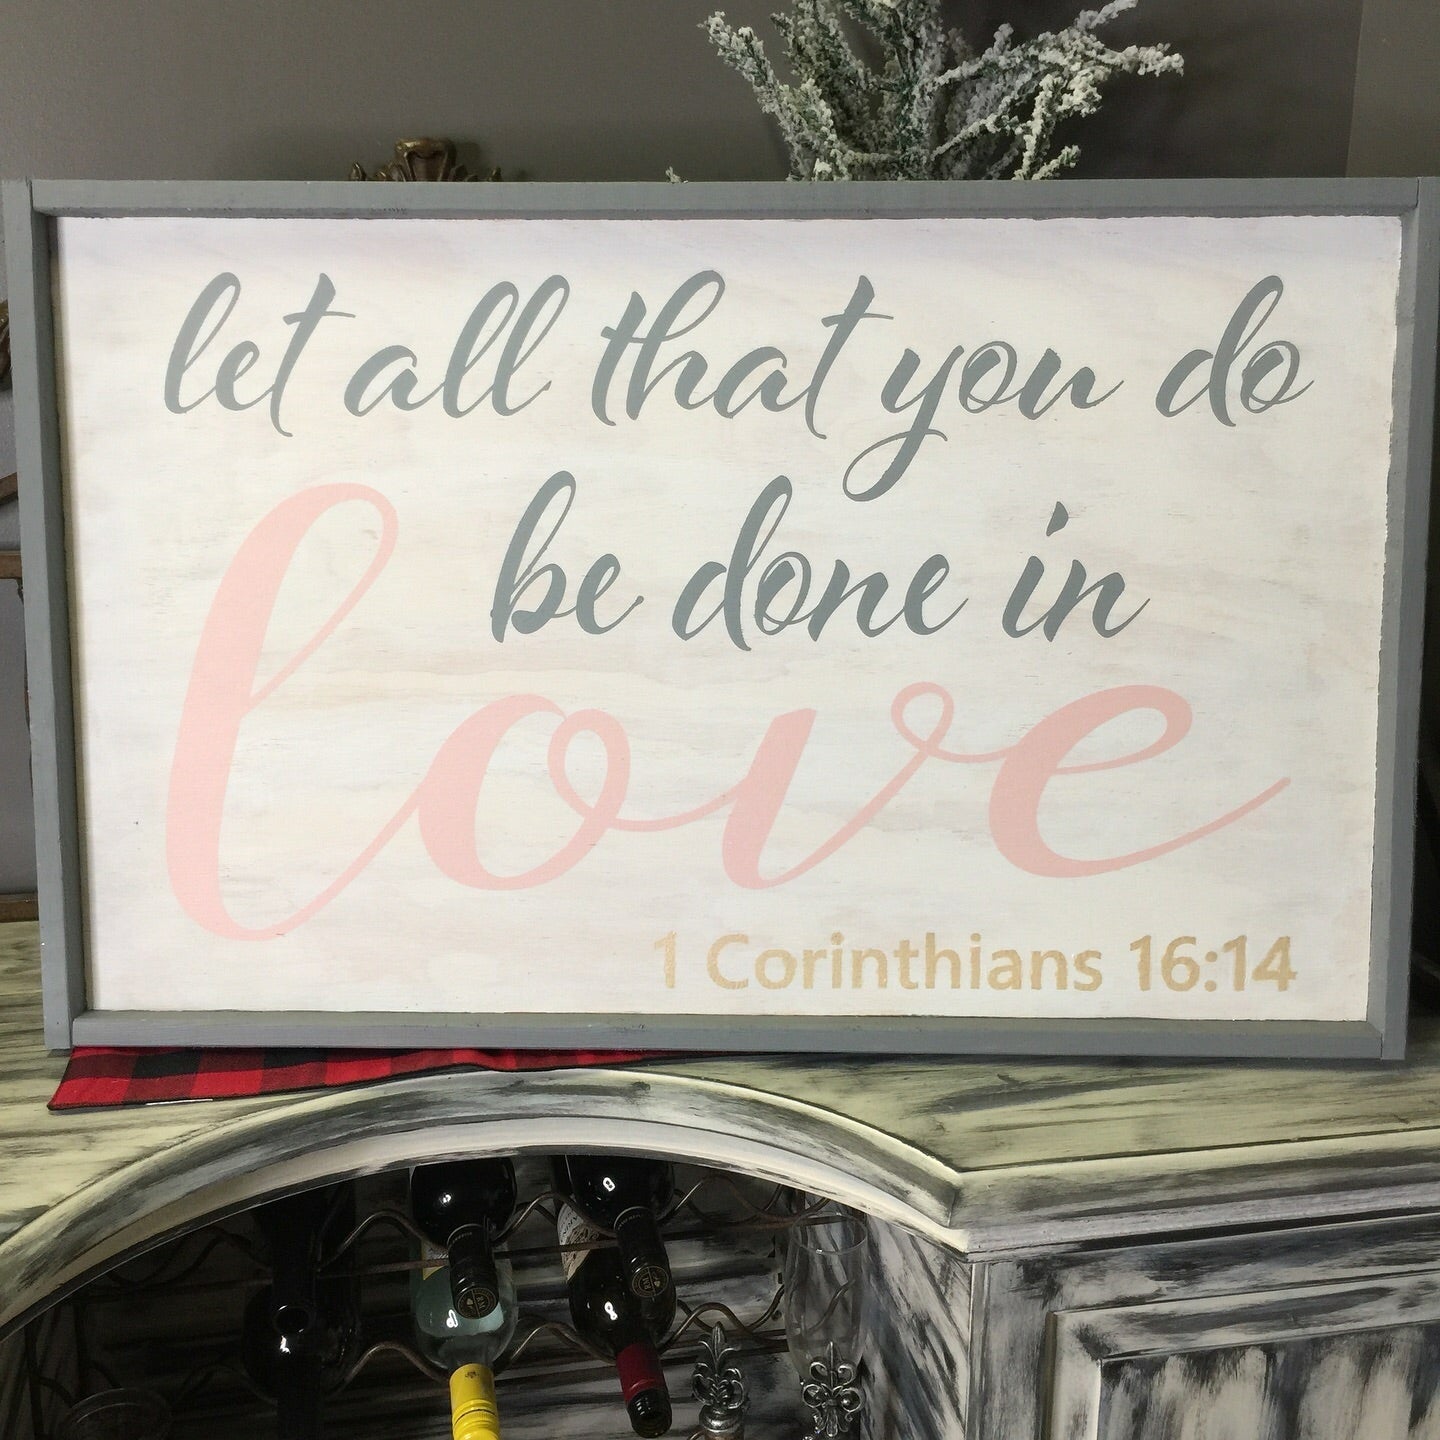 let all that you do
be done in
love
1 Corinthians 16:14